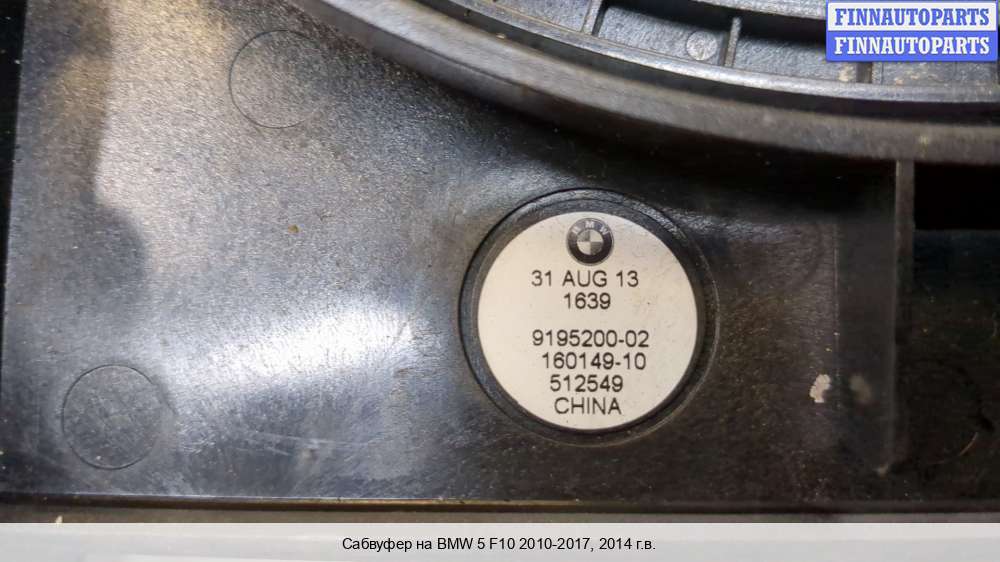 FINNAUTOPARTS
FINNAUTOPARTS
BMW
31 AUG 13
1639
9195200-02
160149-10
512549
CHINA
Сабвуфер на BMW 5 F10 2010-2017, 2014 г.в.